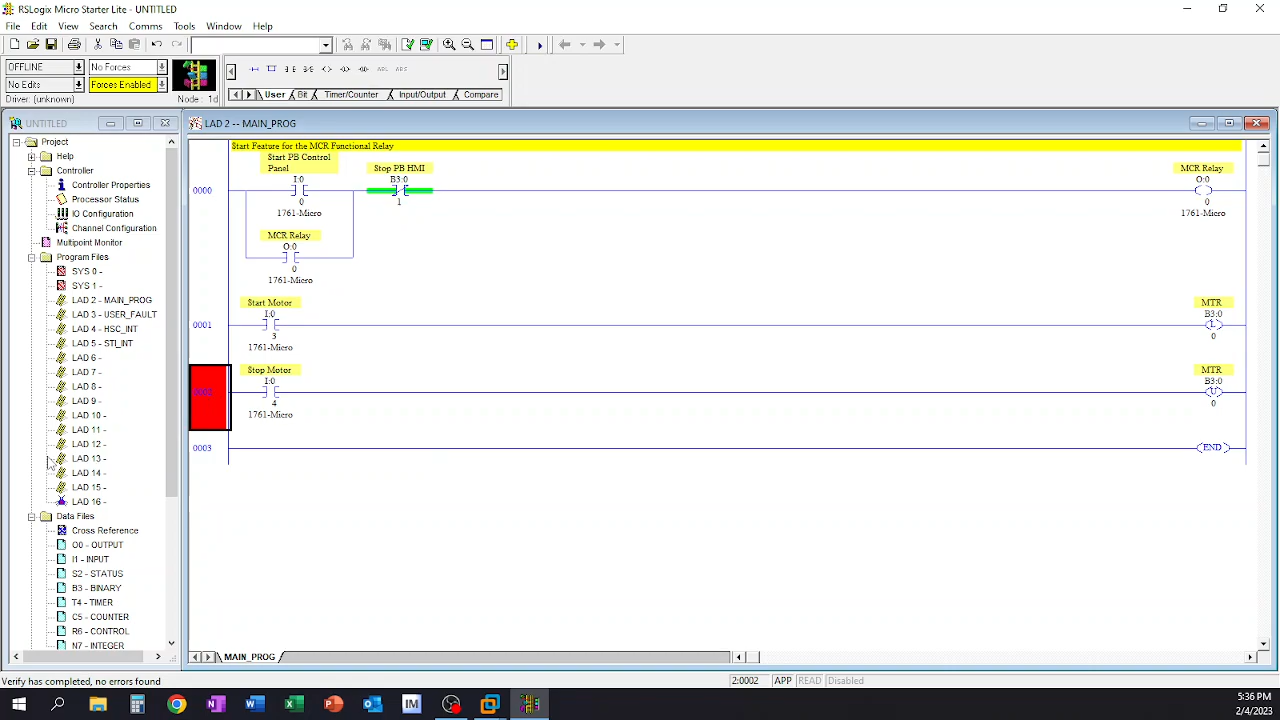 RSLogix Micro Starter Lite - UNTITLED
File Edit View Search Comms Tools Window Help
OFFLINE No Forces
No Edits Forces Enabled
Driver: (unknown) Node : 1d
User Bit Timer/Counter Input/Output Compare
UNTITLED
Project
Help
Controller
Controller Properties
Processor Status
IO Configuration
Channel Configuration
Multipoint Monitor
Program Files
SYS 0 -
SYS 1 -
LAD 2 - MAIN_PROG
LAD 3 - USER_FAULT
LAD 4 - HSC_INT
LAD 5 - STI_INT
LAD 6 -
LAD 7 -
LAD 8 -
LAD 9 -
LAD 10 -
LAD 11 -
LAD 12 -
LAD 13 -
LAD 14 -
LAD 15 -
LAD 16 -
Data Files
Cross Reference
O0 - OUTPUT
I1 - INPUT
S2 - STATUS
B3 - BINARY
T4 - TIMER
C5 - COUNTER
R6 - CONTROL
N7 - INTEGER
LAD 2 -- MAIN_PROG
Start Feature for the MCR Functional Relay
Start PB Control
Panel Stop PB HMI MCR Relay
I:0 B3:0 O:0
0000
0 1 0
1761-Micro 1761-Micro
MCR Relay
O:0
0
1761-Micro
Start Motor MTR
I:0 B3:0
0001 L
3 0
1761-Micro
Stop Motor MTR
I:0 B3:0
0002 U
4 0
1761-Micro
0003 END
MAIN_PROG
Verify has completed, no errors found 2:0002 APP READ Disabled
5:36 PM
2/4/2023